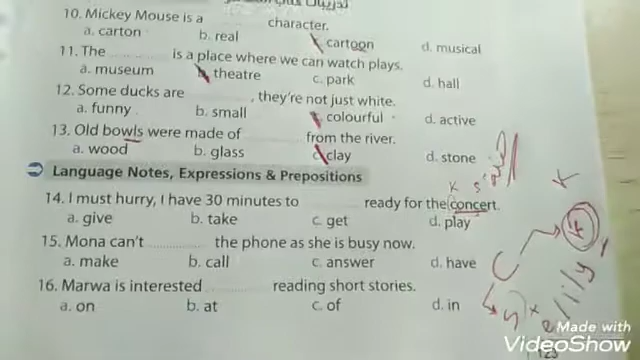 10. Mickey Mouse is a ........ character.
a. carton b. real c. cartoon d. musical
11. The ........ is a place where we can watch plays.
a. museum b. theatre c. park d. hall
12. Some ducks are ........, they're not just white.
a. funny b. small c. colourful d. active
13. Old bowls were made of ........ from the river.
a. wood b. glass c. clay d. stone
Language Notes, Expressions & Prepositions
14. I must hurry, I have 30 minutes to ........ ready for the concert.
a. give b. take c. get d. play
15. Mona can't ........ the phone as she is busy now.
a. make b. call c. answer d. have
16. Marwa is interested ........ reading short stories.
a. on b. at c. of d. in
K S
K
C
e/i/y
Made with
VideoShow